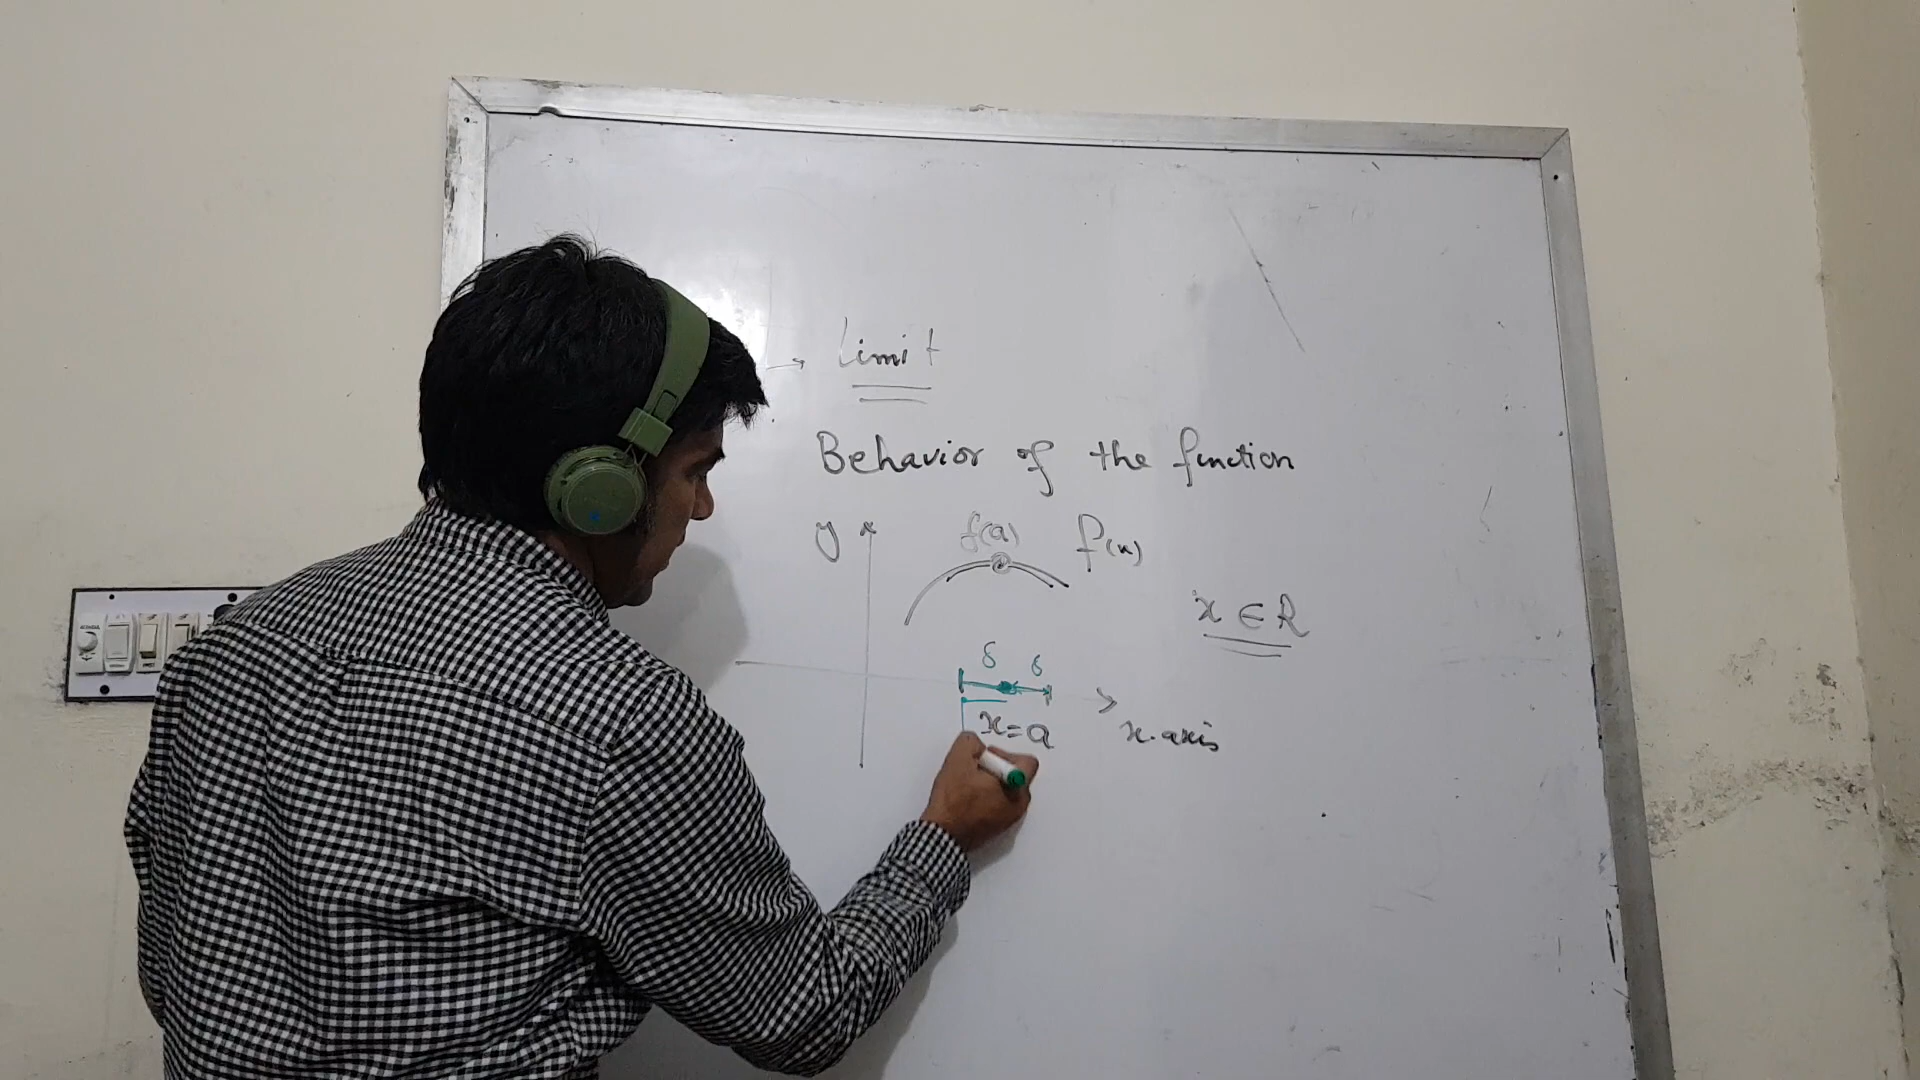 → Limit
Behavior of the function
y f(a) f(x)
x ∈ R
δ δ
x = a
x-axis